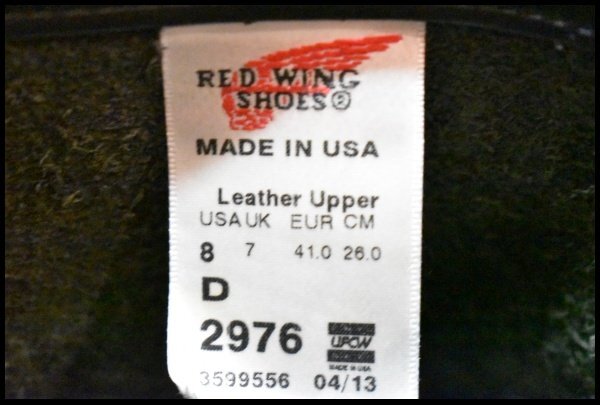 RED WING
SHOES®
MADE IN USA
Leather Upper
USA UK EUR CM
8 7 41.0 26.0
D
2976
UFCW
MADE IN USA
3599556 04/13